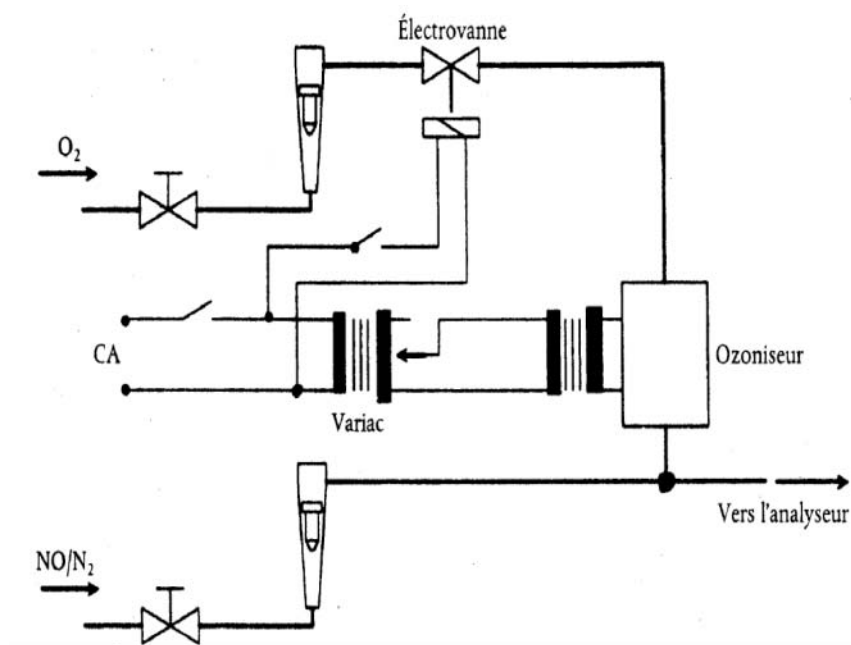 Électrovanne
O₂
CA
Variac
Ozoniseur
Vers l'analyseur
NO/N₂